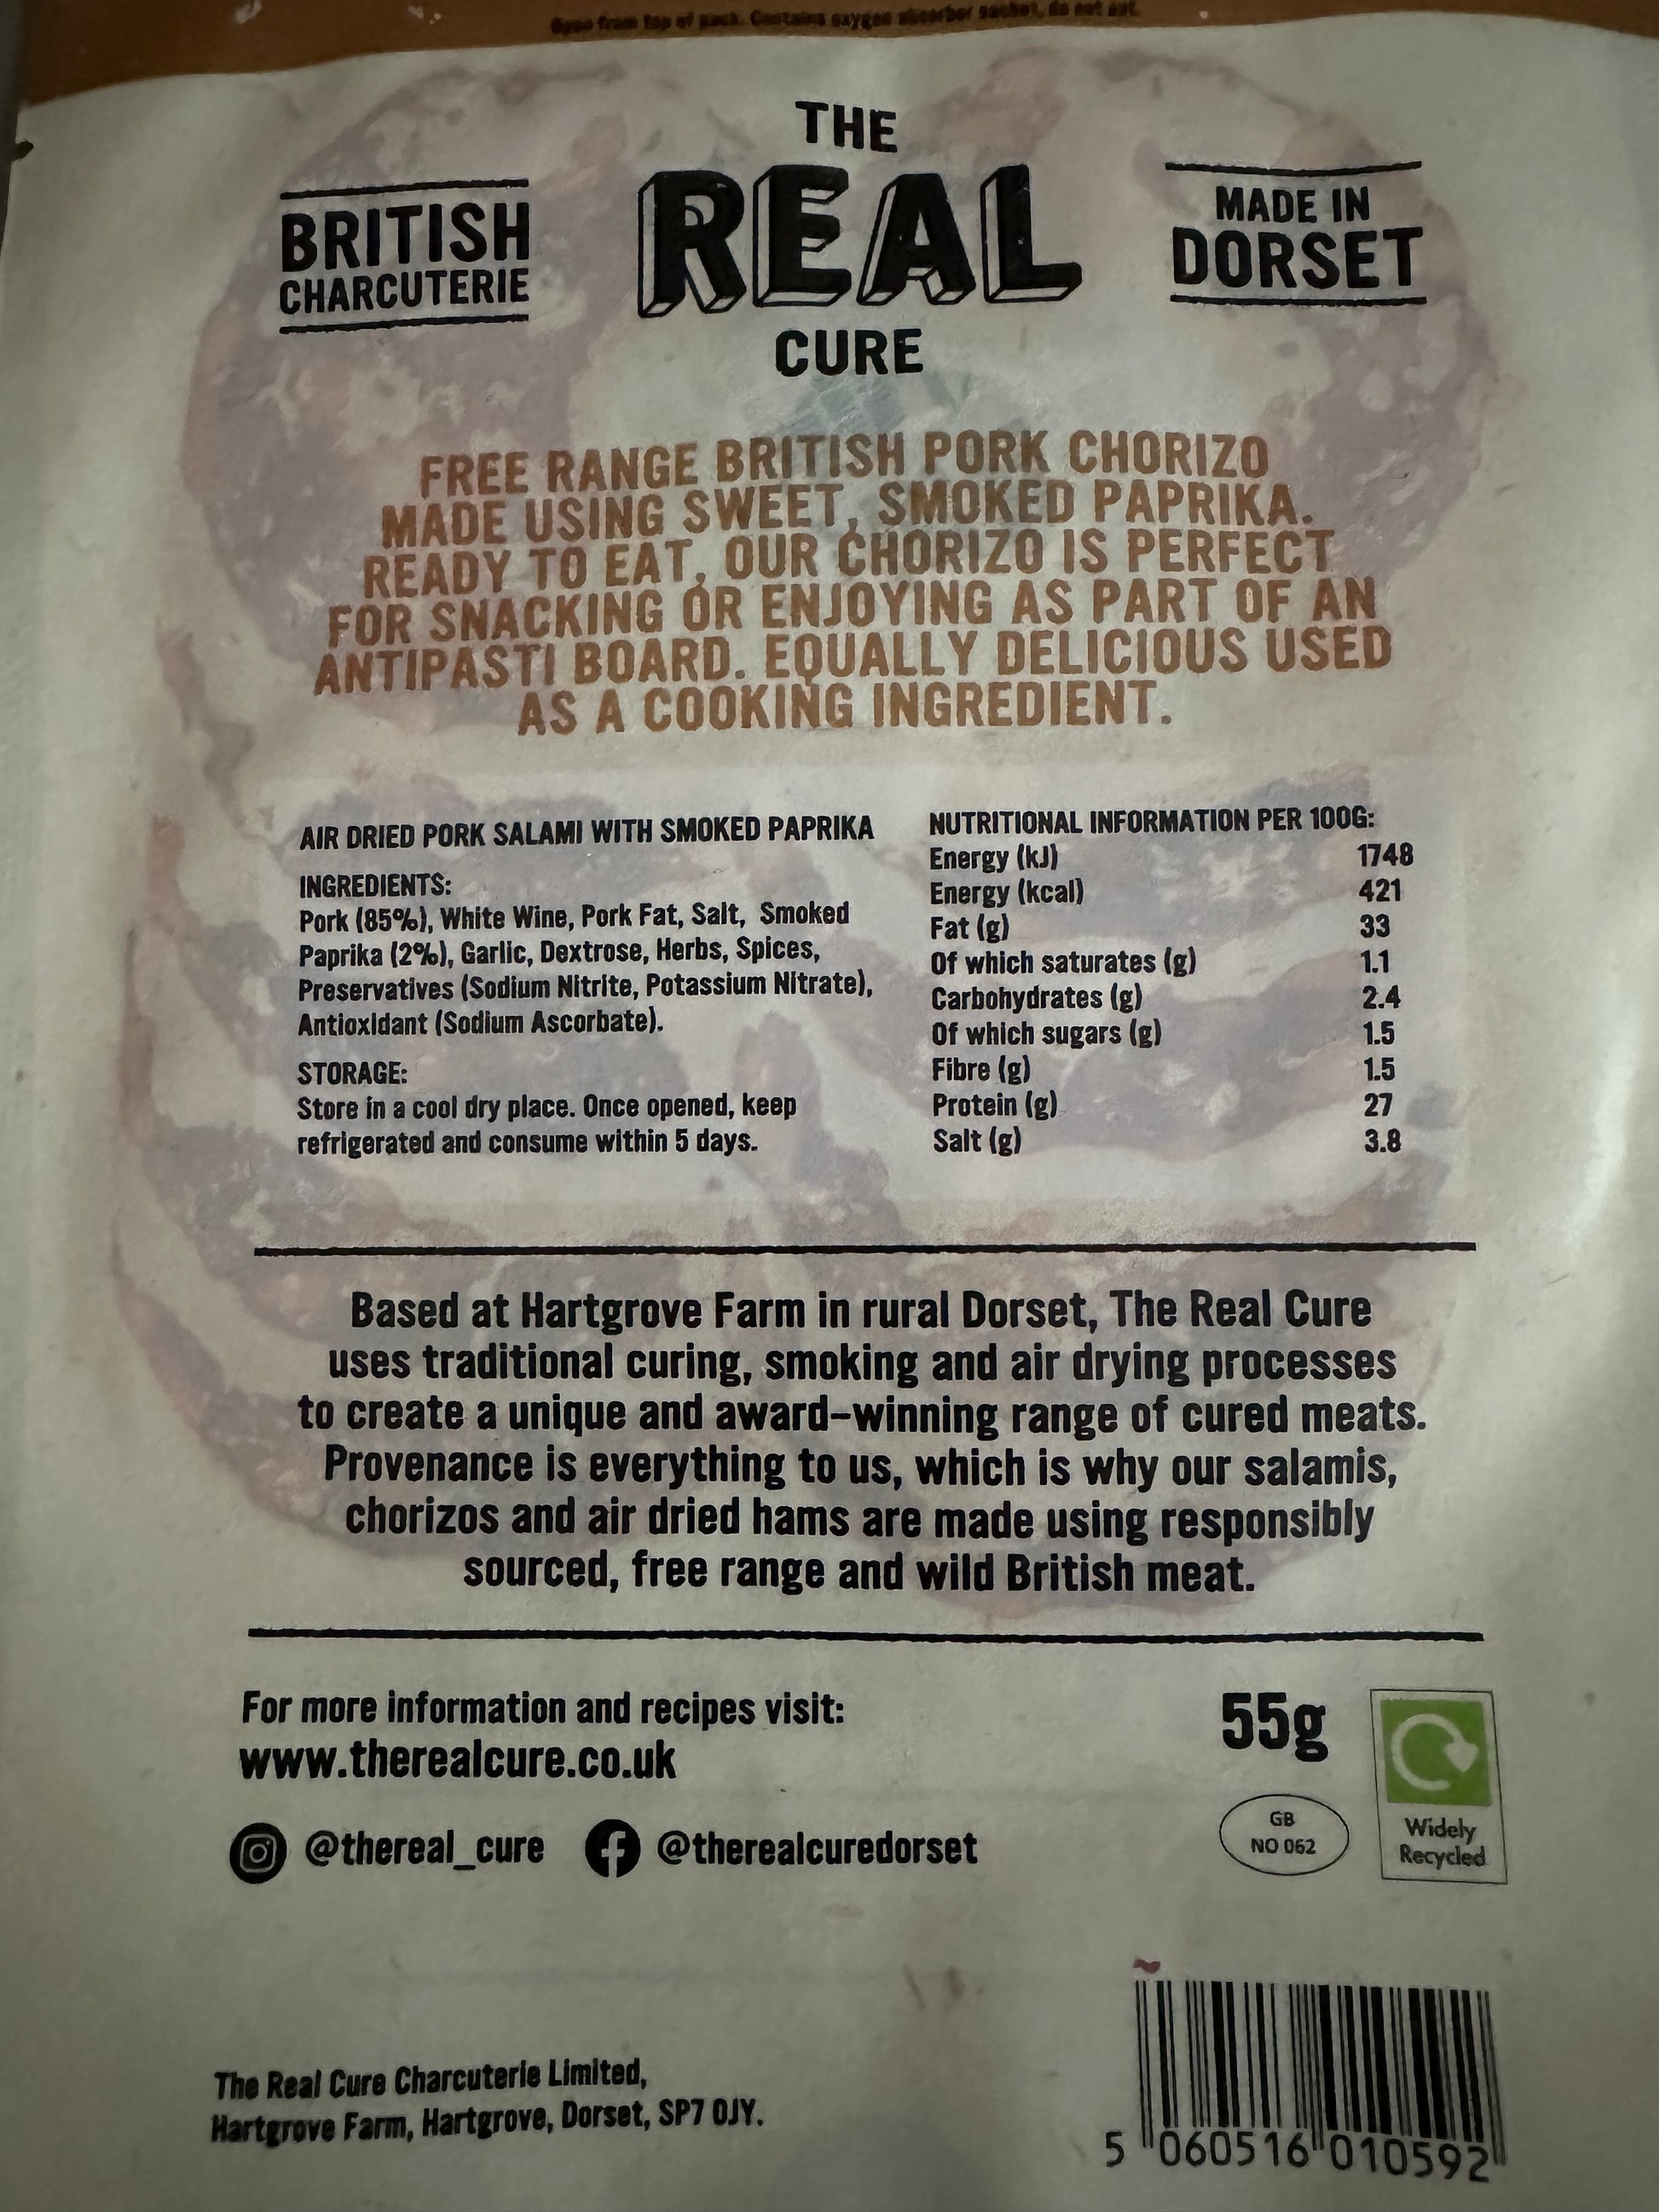 Open from top of pack. Contains oxygen absorber sachet, do not eat.
THE
REAL
CURE
BRITISH
CHARCUTERIE
MADE IN
DORSET
FREE RANGE BRITISH PORK CHORIZO
MADE USING SWEET, SMOKED PAPRIKA.
READY TO EAT, OUR CHORIZO IS PERFECT
FOR SNACKING OR ENJOYING AS PART OF AN
ANTIPASTI BOARD. EQUALLY DELICIOUS USED
AS A COOKING INGREDIENT.
AIR DRIED PORK SALAMI WITH SMOKED PAPRIKA
INGREDIENTS:
Pork (85%), White Wine, Pork Fat, Salt, Smoked
Paprika (2%), Garlic, Dextrose, Herbs, Spices,
Preservatives (Sodium Nitrite, Potassium Nitrate),
Antioxidant (Sodium Ascorbate).
STORAGE:
Store in a cool dry place. Once opened, keep
refrigerated and consume within 5 days.
NUTRITIONAL INFORMATION PER 100G:
Energy (kJ) 1748
Energy (kcal) 421
Fat (g) 33
Of which saturates (g) 1.1
Carbohydrates (g) 2.4
Of which sugars (g) 1.5
Fibre (g) 1.5
Protein (g) 27
Salt (g) 3.8
Based at Hartgrove Farm in rural Dorset, The Real Cure
uses traditional curing, smoking and air drying processes
to create a unique and award-winning range of cured meats.
Provenance is everything to us, which is why our salamis,
chorizos and air dried hams are made using responsibly
sourced, free range and wild British meat.
For more information and recipes visit:
www.therealcure.co.uk
@thereal_cure @therealcuredorset
55g
GB
NO 062
Widely
Recycled
The Real Cure Charcuterie Limited,
Hartgrove Farm, Hartgrove, Dorset, SP7 0JY.
5 060516 010592